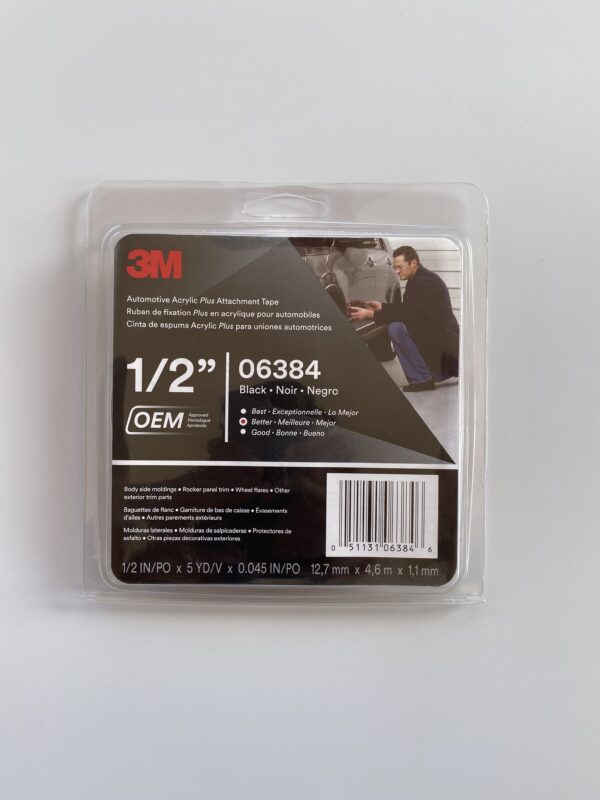 3M
Automotive Acrylic Plus Attachment Tape
Ruban de fixation Plus en acrylique pour automobiles
Cinta de espuma Acrylic Plus para uniones automotrices
1/2”
06384
Black • Noir • Negro
OEM
Approved
Homologué
Aprobado
Best • Exceptionnelle • Lo Mejor
Better • Meilleure • Mejor
Good • Bonne • Bueno
Body side moldings • Rocker panel trim • Wheel flares • Other
exterior trim parts
Baguettes de flanc • Garniture de bas de caisse • Évasements
d'ailes • Autres parements extérieurs
Molduras laterales • Molduras de salpicaderas • Protectores de
asfalto • Otras piezas decorativas exteriores
0 51131 06384 6
1/2 IN/PO x 5 YD/V x 0.045 IN/PO 12,7 mm x 4,6 m x 1,1 mm